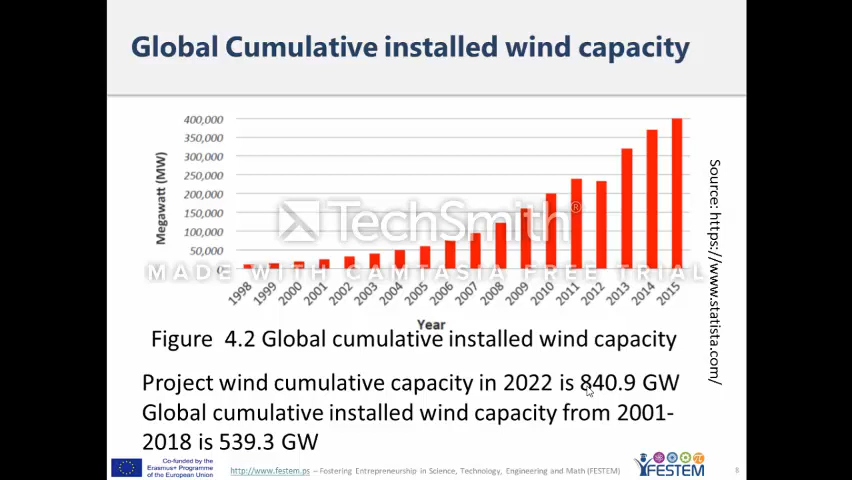 Global Cumulative installed wind capacity
400,000
350,000
300,000
250,000
200,000
150,000
100,000
50,000
0
Megawatt (MW)
1998
1999
2000
2001
2002
2003
2004
2005
2006
2007
2008
2009
2010
2011
2012
2013
2014
2015
Year
Source: https://www.statista.com/
TechSmith®
MADE WITH CAMTASIA FREE TRIAL
Figure 4.2 Global cumulative installed wind capacity
Project wind cumulative capacity in 2022 is 840.9 GW
Global cumulative installed wind capacity from 2001-
2018 is 539.3 GW
Co-funded by the
Erasmus+ Programme
of the European Union
http://www.festem.ps – Fostering Entrepreneurship in Science, Technology, Engineering and Math (FESTEM)
FESTEM
8